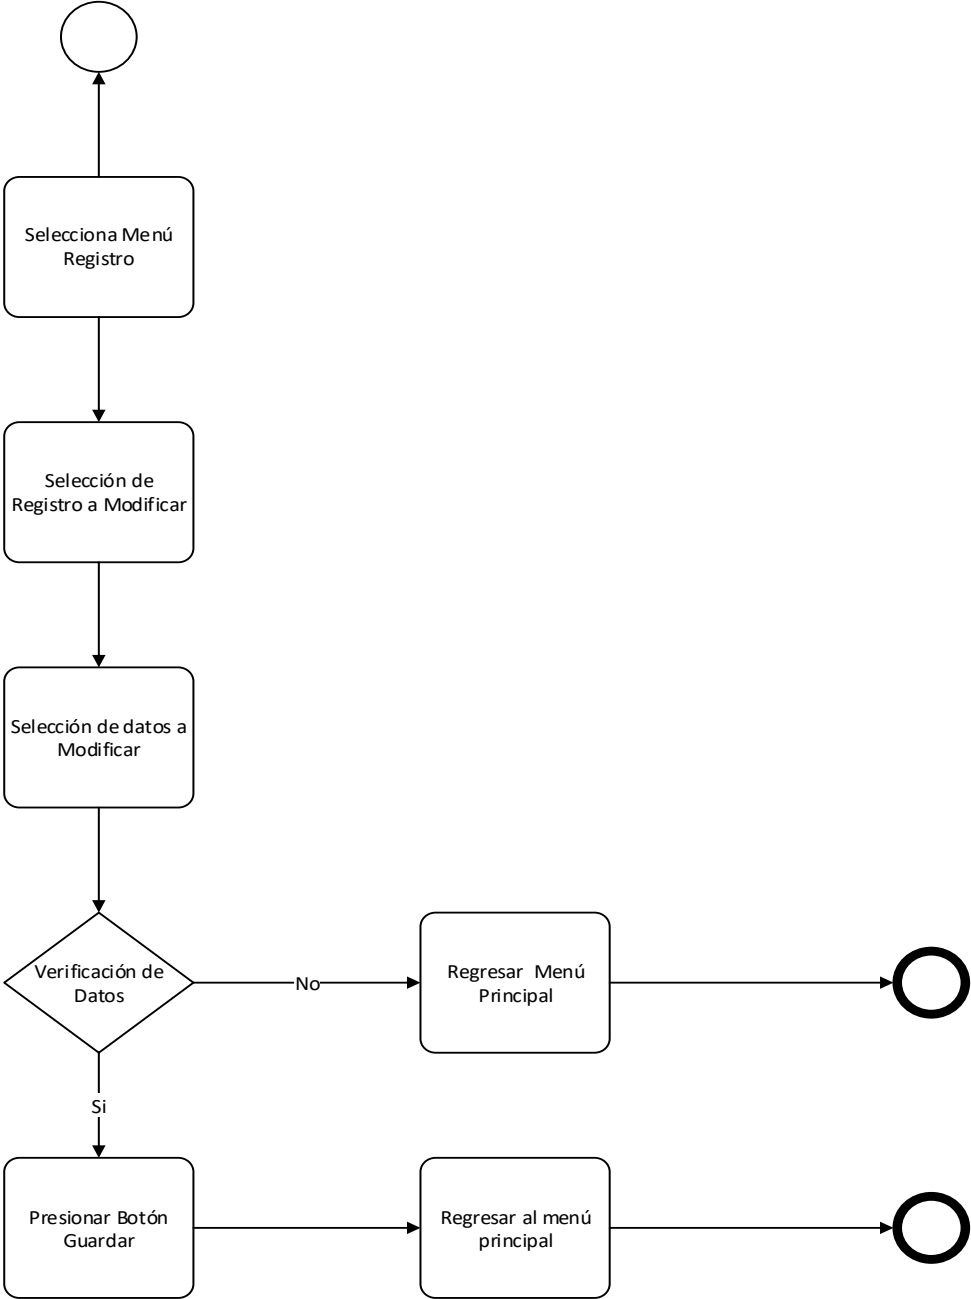 Selecciona Menú
Registro
Selección de
Registro a Modificar
Selección de datos a
Modificar
Verificación de
Datos
No
Regresar Menú
Principal
Si
Presionar Botón
Guardar
Regresar al menú
principal